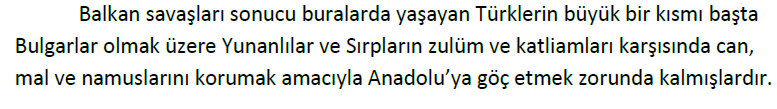 Balkan savaşları sonucu buralarda yaşayan Türklerin büyük bir kısmı başta
Bulgarlar olmak üzere Yunanlılar ve Sırpların zulüm ve katliamları karşısında can,
mal ve namuslarını korumak amacıyla Anadolu’ya göç etmek zorunda kalmışlardır.